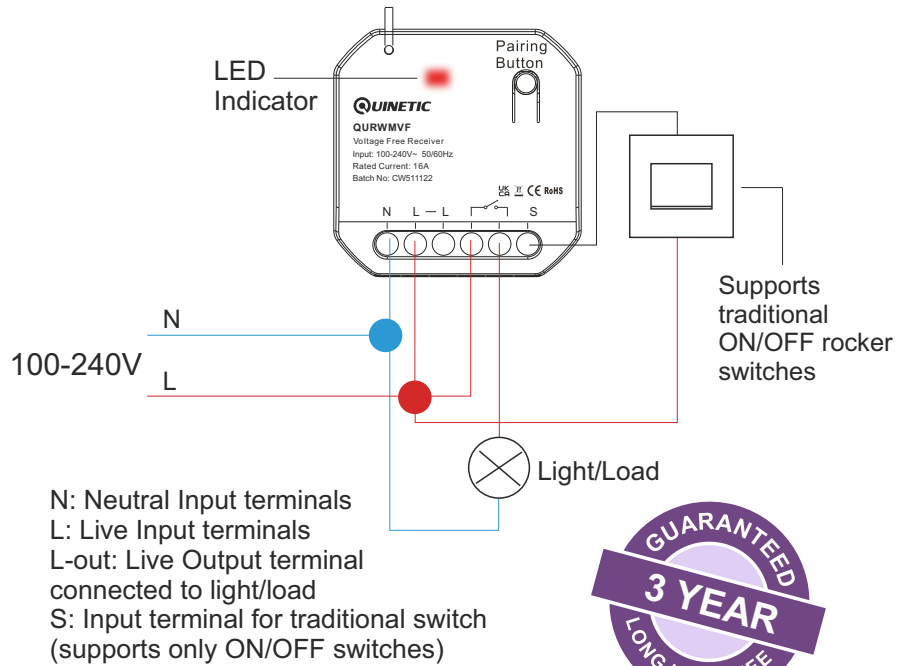 Pairing
Button
LED
Indicator
QUINETIC
QURWMVF
Voltage Free Receiver
Input: 100-240V~ 50/60Hz
Rated Current: 16A
Batch No: CW511122
UK
CA
CE RoHS
N L — L S
Supports
traditional
ON/OFF rocker
switches
N
100-240V
L
Light/Load
N: Neutral Input terminals
L: Live Input terminals
L-out: Live Output terminal
connected to light/load
S: Input terminal for traditional switch
(supports only ON/OFF switches)
GUARANTEED
3 YEAR